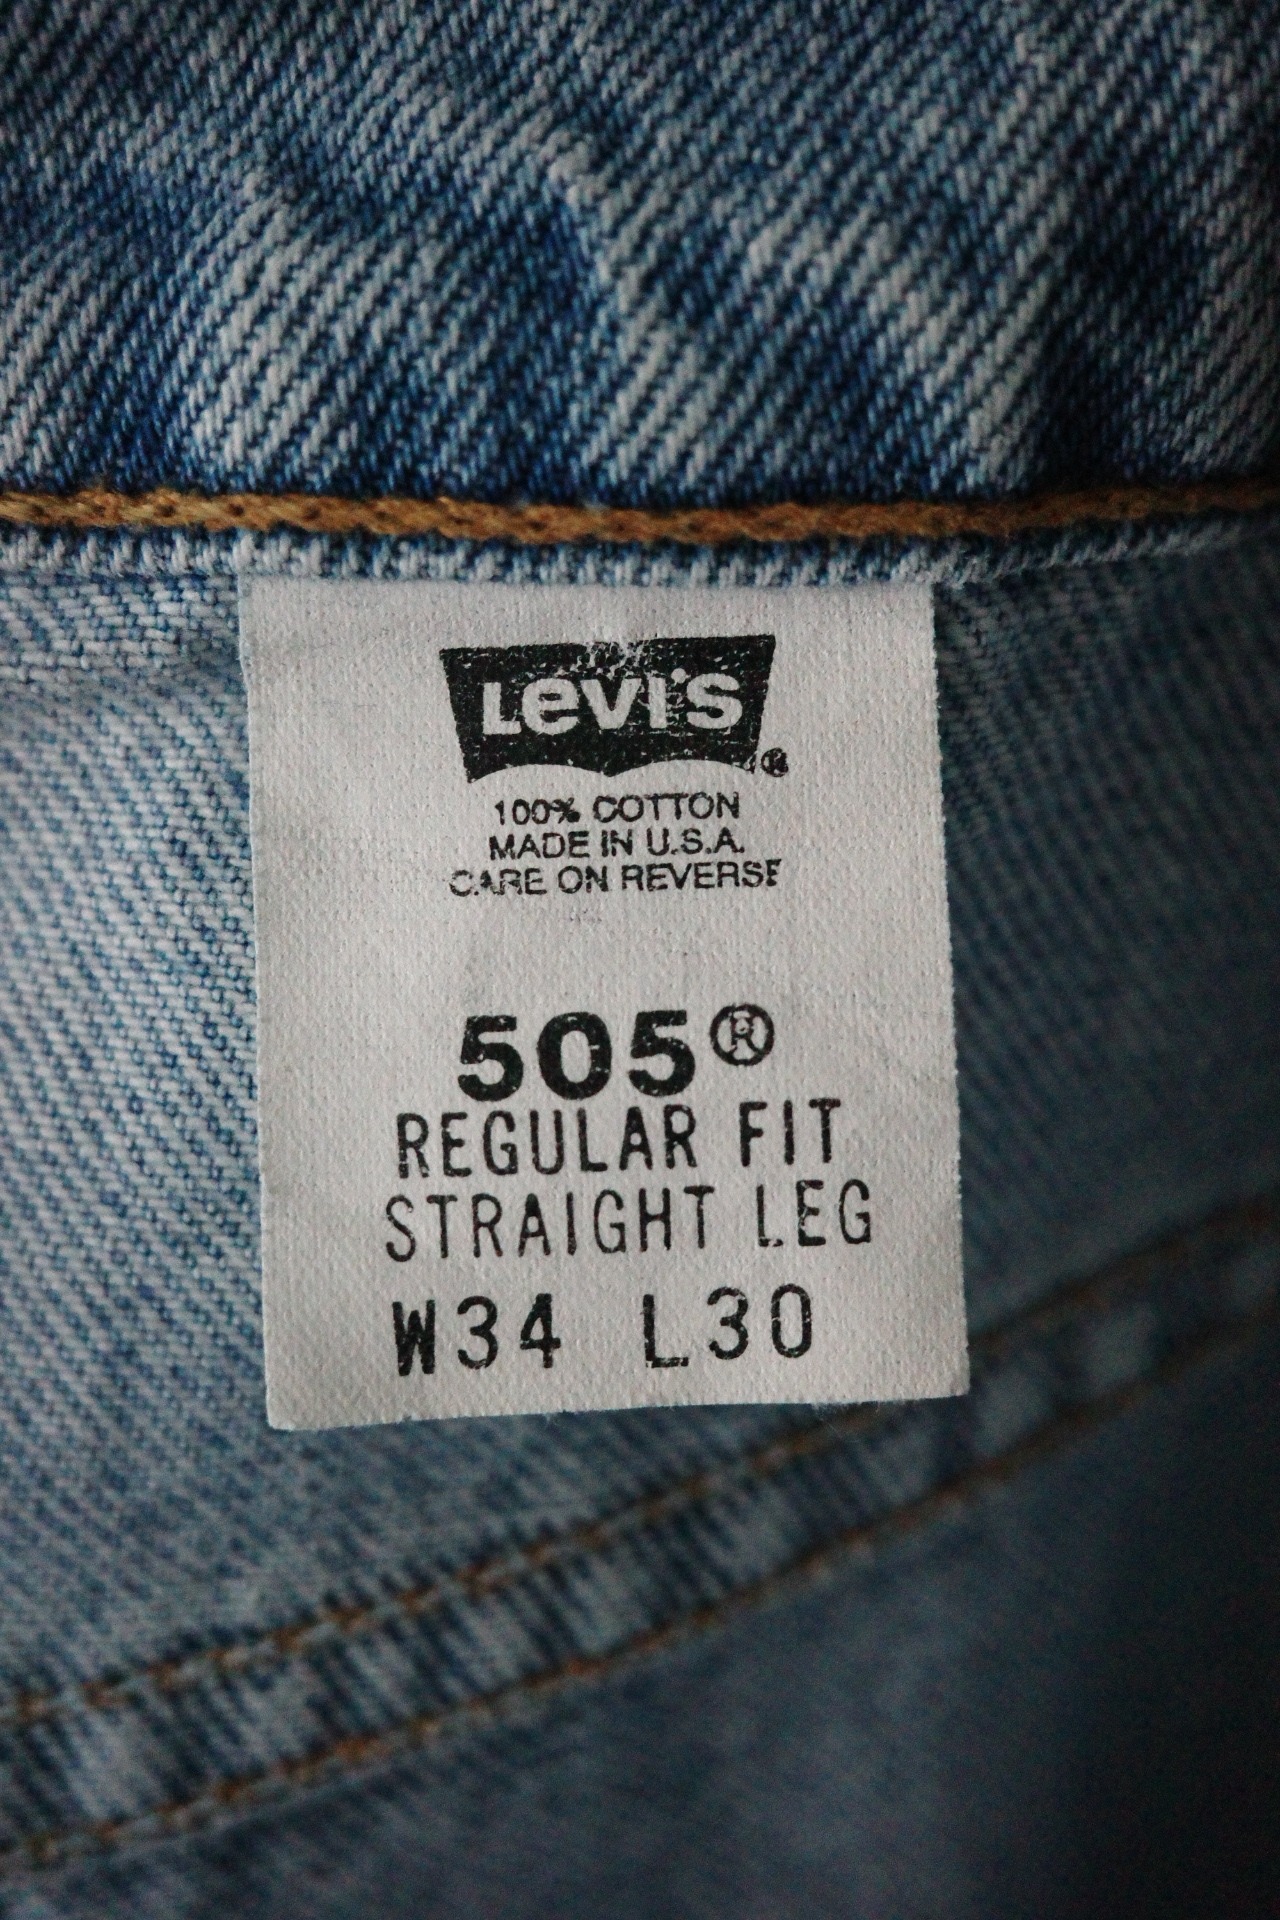 Levi's®
100% COTTON
MADE IN U.S.A.
CARE ON REVERSE
505®
REGULAR FIT
STRAIGHT LEG
W34 L30